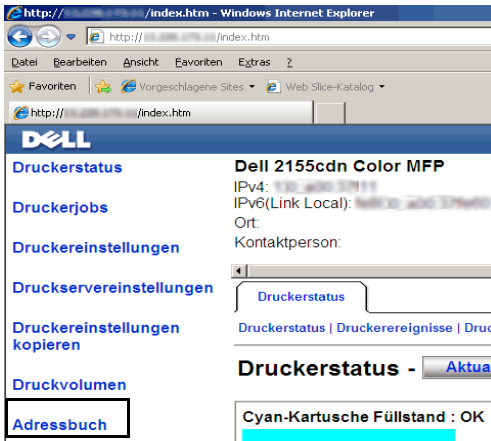 http:// /index.htm - Windows Internet Explorer
http:// /index.htm
Datei Bearbeiten Ansicht Favoriten Extras ?
Favoriten Vorgeschlagene Sites Web Slice-Katalog
http:// /index.htm
DELL
Druckerstatus
Druckerjobs
Druckereinstellungen
Druckservereinstellungen
Druckereinstellungen
kopieren
Druckvolumen
Adressbuch
Dell 2155cdn Color MFP
IPv4:
IPv6(Link Local):
Ort:
Kontaktperson:
Druckerstatus
Druckerstatus | Druckerereignisse | Druc
Druckerstatus - Aktua
Cyan-Kartusche Füllstand : OK